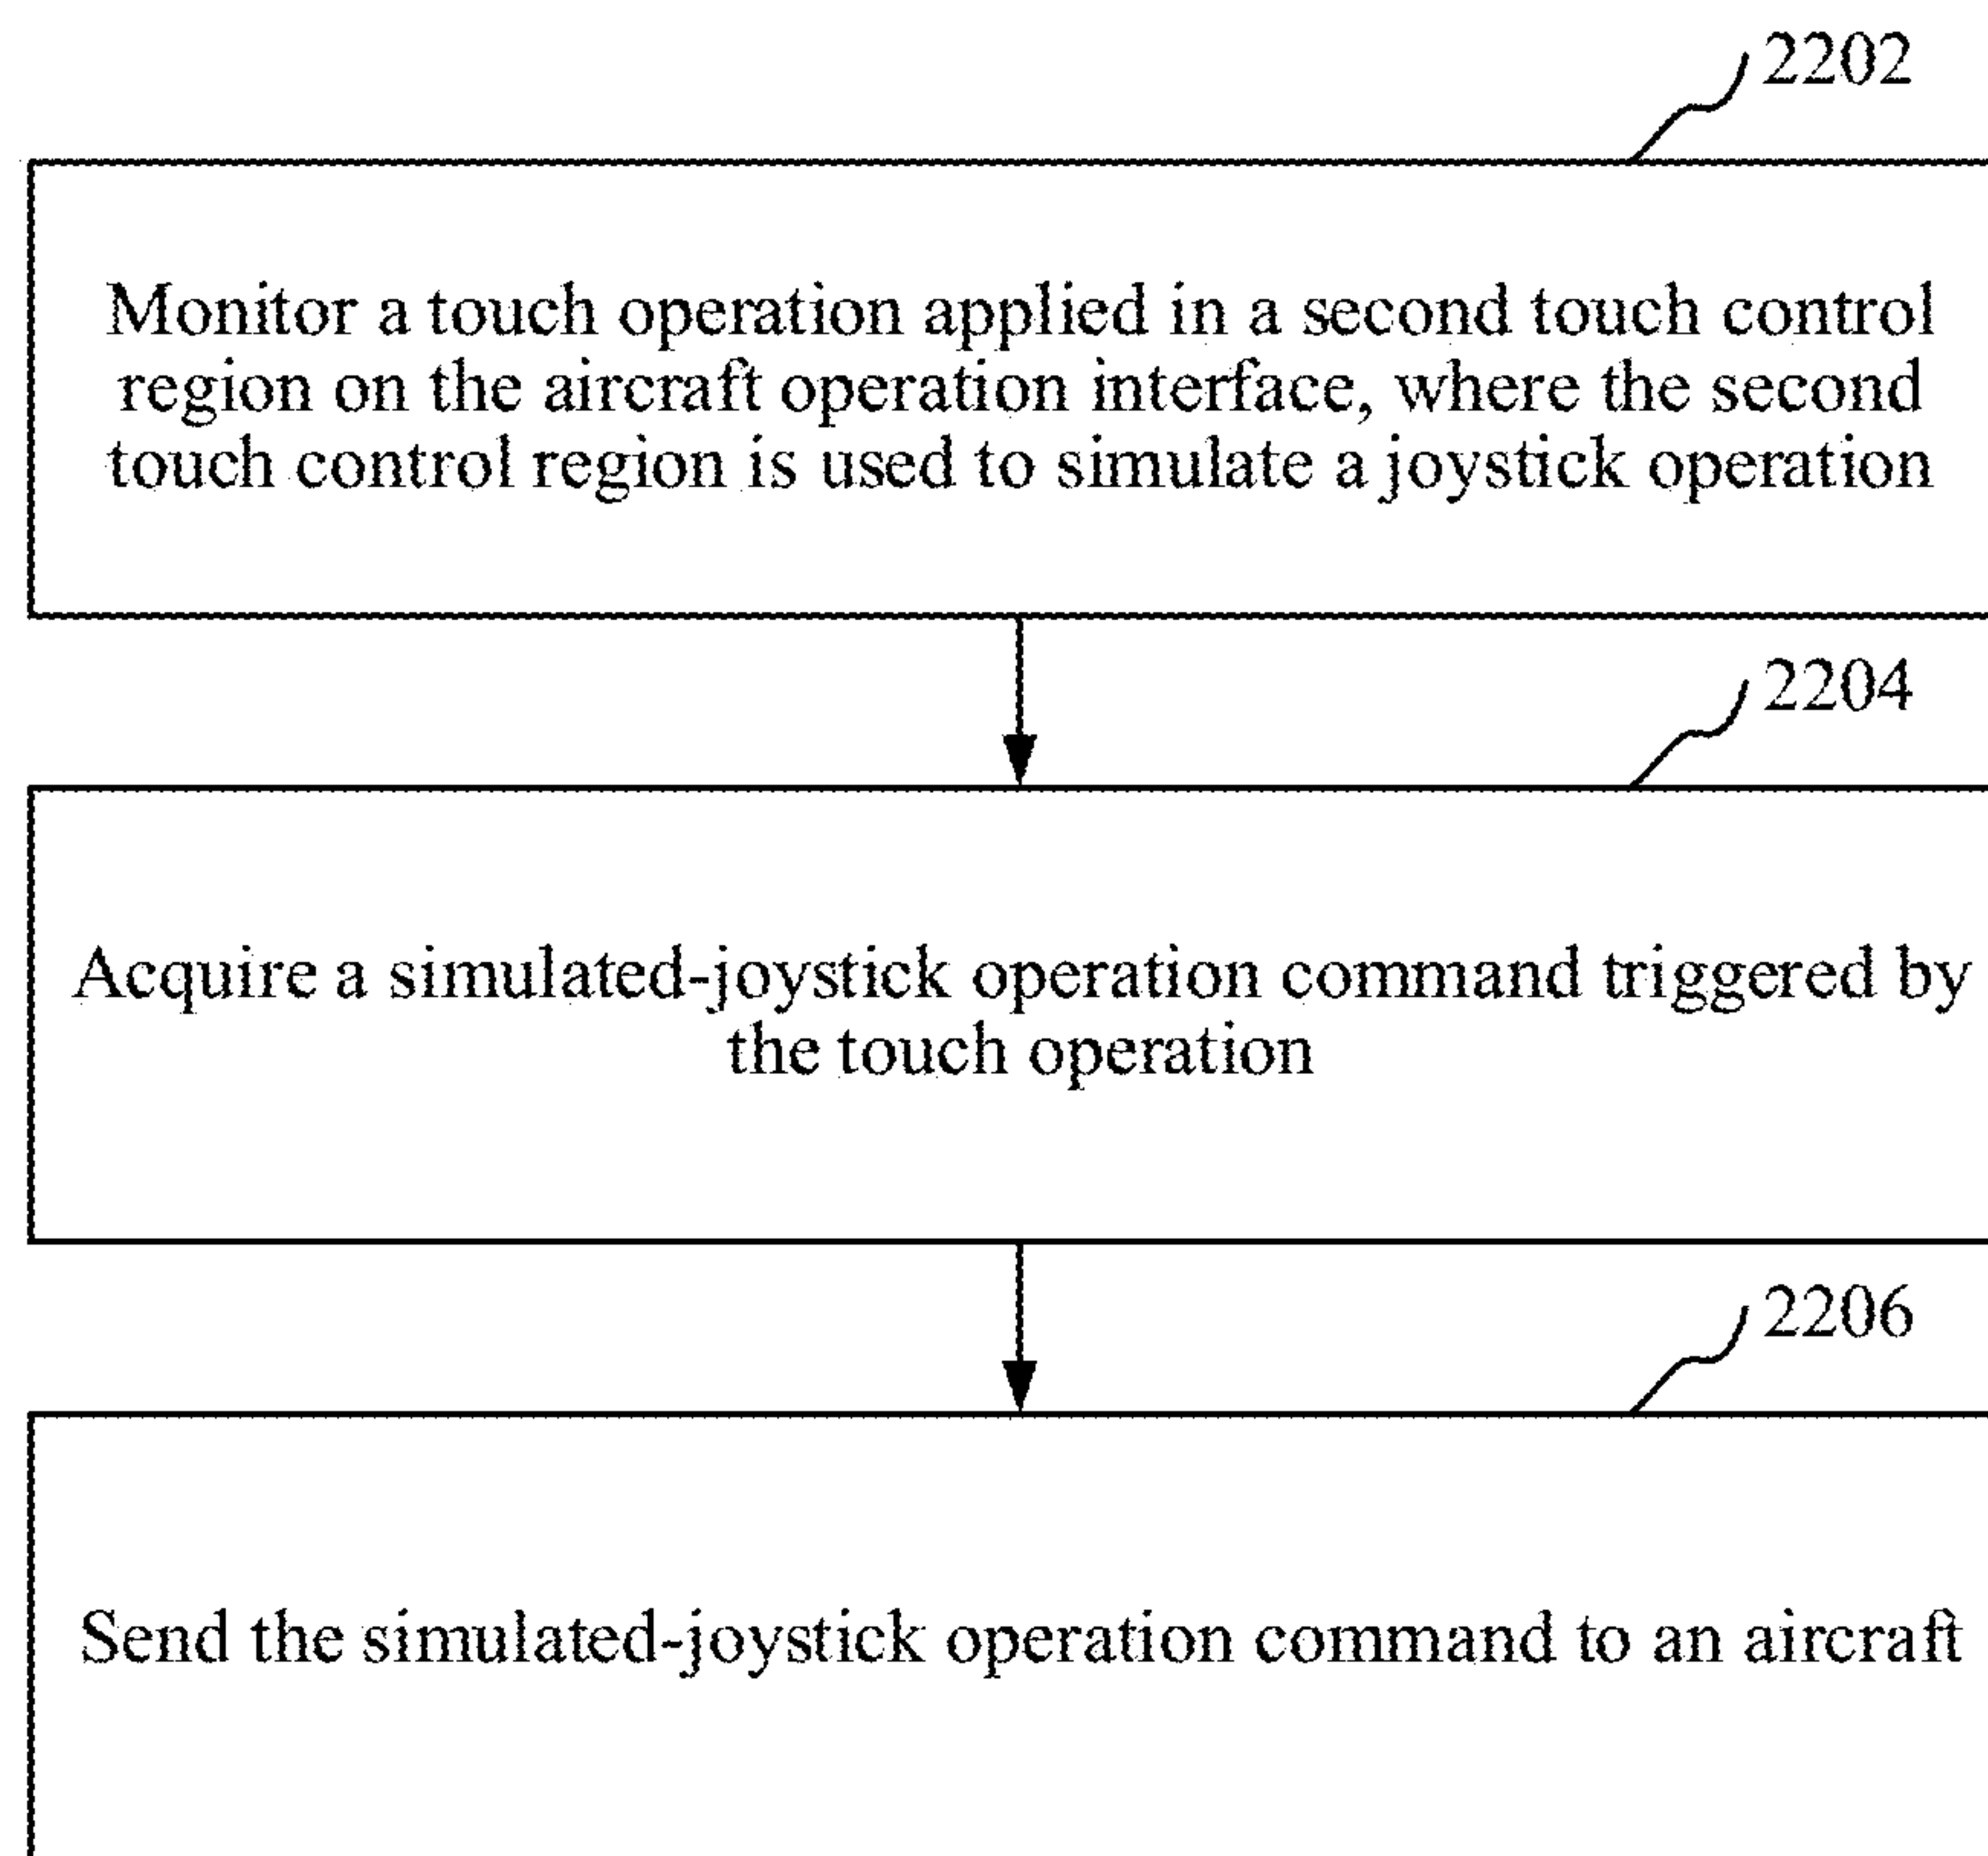 2202
Monitor a touch operation applied in a second touch control
region on the aircraft operation interface, where the second
touch control region is used to simulate a joystick operation
2204
Acquire a simulated-joystick operation command triggered by
the touch operation
2206
Send the simulated-joystick operation command to an aircraft